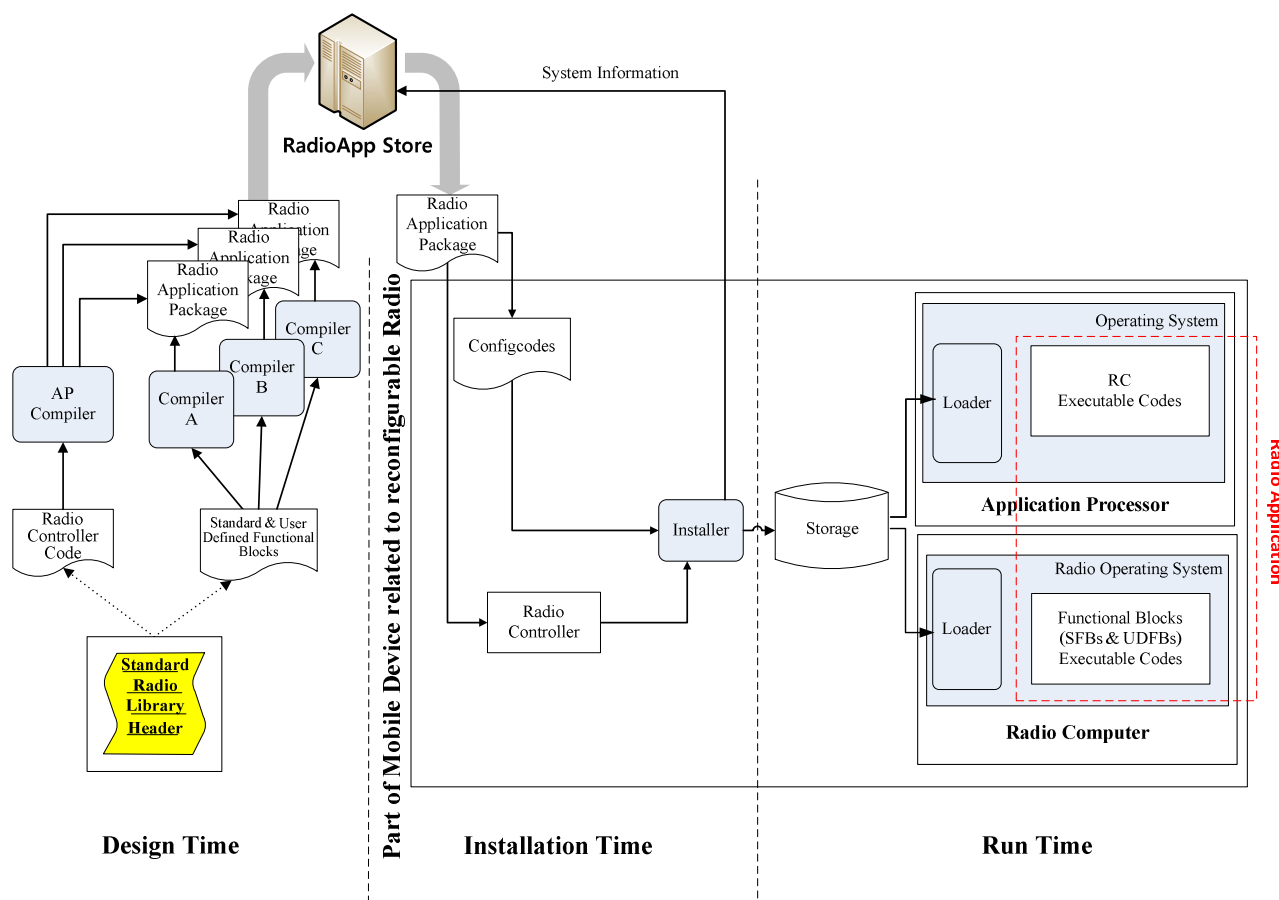 System Information
RadioApp Store
Radio
Application
Package
Radio
Application
Package
Radio
Application
Package
Radio
Application
Package
Compiler
C
Compiler
B
Compiler
A
AP
Compiler
Radio
Controller
Code
Standard & User
Defined Functional
Blocks
Standard
Radio
Library
Header
Design Time
Part of Mobile Device related to reconfigurable Radio
Configcodes
Installer
Radio
Controller
Installation Time
Storage
Operating System
Loader
RC
Executable Codes
Application Processor
Radio Operating System
Loader
Functional Blocks
(SFBs & UDFBs)
Executable Codes
Radio Computer
Radio Application
Run Time